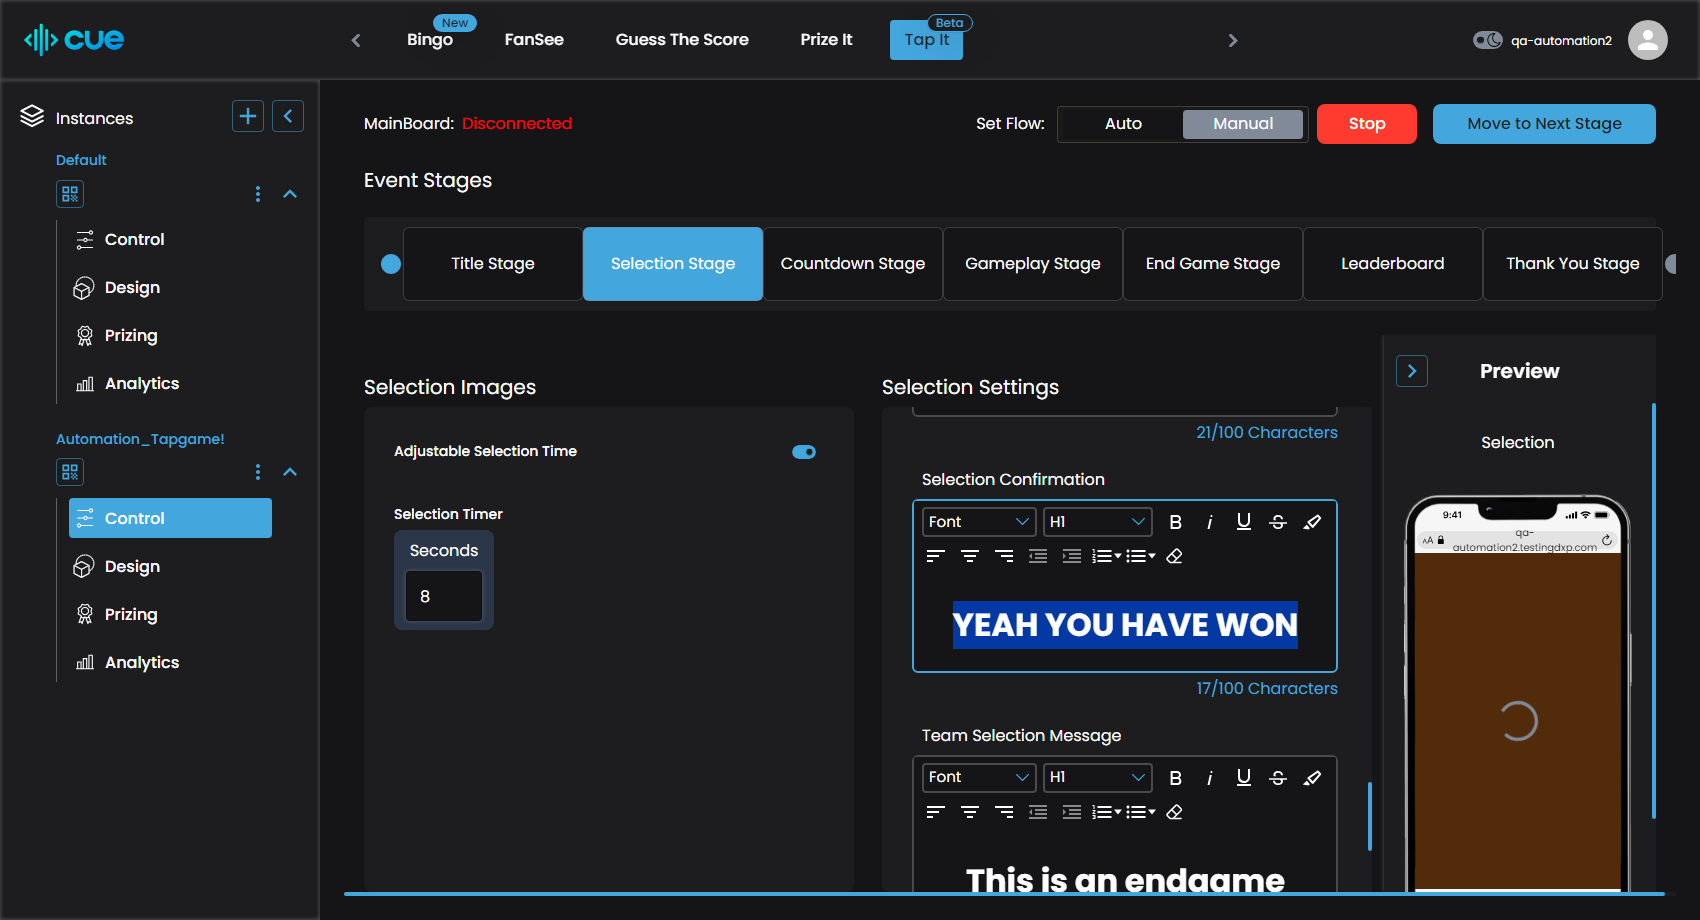 cue
Bingo
New
FanSee
Guess The Score
Prize It
Tap It
Beta
qa-automation2
Instances
Default
Control
Design
Prizing
Analytics
Automation_Tapgame!
Control
Design
Prizing
Analytics
MainBoard: Disconnected
Set Flow:
Auto
Manual
Stop
Move to Next Stage
Event Stages
Title Stage
Selection Stage
Countdown Stage
Gameplay Stage
End Game Stage
Leaderboard
Thank You Stage
Selection Images
Adjustable Selection Time
Selection Timer
Seconds
8
Selection Settings
21/100 Characters
Selection Confirmation
Font
H1
B i U S
YEAH YOU HAVE WON
17/100 Characters
Team Selection Message
Font
H1
B i U S
This is an endgame
Preview
Selection
9:41
AA
qa-
automation2.testingdxp.com